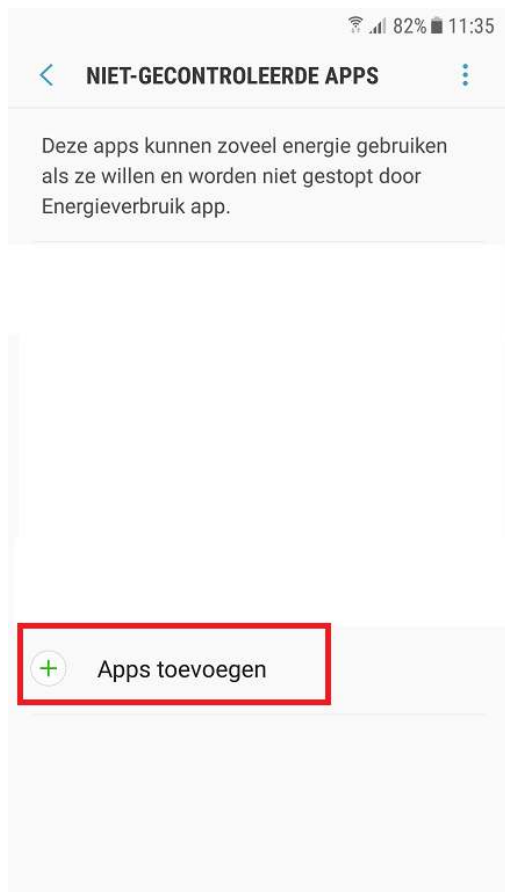 82% 11:35
NIET-GECONTROLEERDE APPS
Deze apps kunnen zoveel energie gebruiken
als ze willen en worden niet gestopt door
Energieverbruik app.
Apps toevoegen